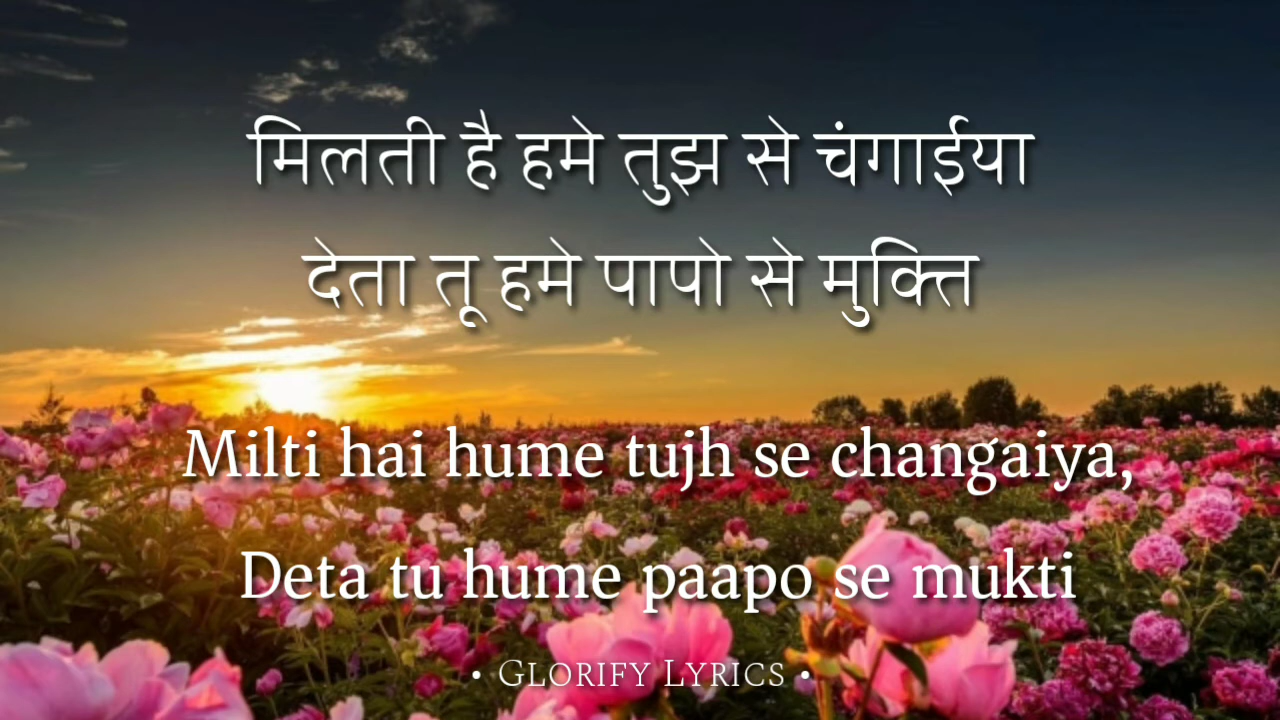 मिलती है हमे तुझ से चंगाईया
देता तू हमे पापो से मुक्ति
Milti hai hume tujh se changaiya,
Deta tu hume paapo se mukti
• Glorify Lyrics •